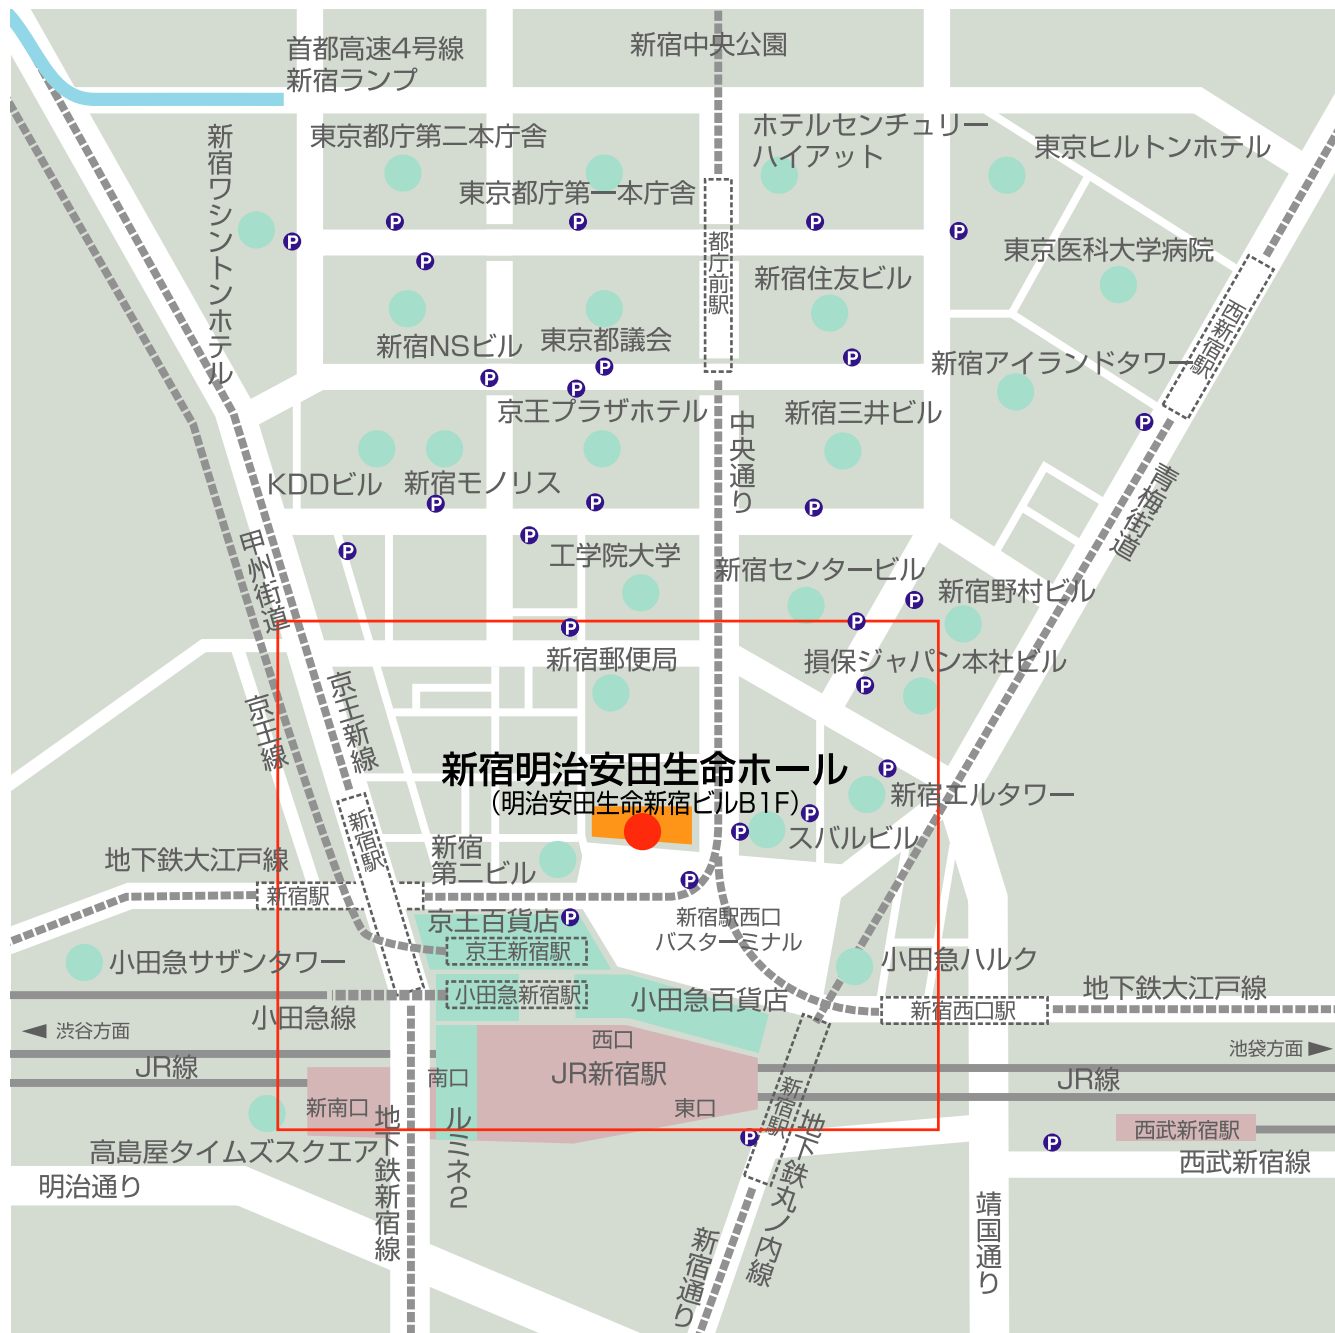 首都高速4号線
新宿ランプ
新宿中央公園
新宿ワシントンホテル
東京都庁第二本庁舎
東京都庁第一本庁舎
ホテルセンチュリー
ハイアット
東京ヒルトンホテル
P
P
P
P
P
P
都庁前駅
東京医科大学病院
新宿住友ビル
新宿NSビル
東京都議会
西新宿駅
新宿アイランドタワー
P
P
P
P
京王プラザホテル
中央通り
新宿三井ビル
P
KDDビル
新宿モノリス
青梅街道
P
P
P
P
P
甲州街道
工学院大学
新宿センタービル
新宿野村ビル
P
P
P
新宿郵便局
損保ジャパン本社ビル
P
京王線
京王新線
新宿明治安田生命ホール
(明治安田生命新宿ビルB1F)
P
新宿エルタワー
P
P
スバルビル
新宿駅
新宿
第二ビル
地下鉄大江戸線
新宿駅
P
京王百貨店
P
新宿駅西口
バスターミナル
京王新宿駅
小田急サザンタワー
小田急ハルク
小田急新宿駅
小田急百貨店
地下鉄大江戸線
新宿西口駅
小田急線
渋谷方面
西口
池袋方面
JR線
南口
JR新宿駅
JR線
新南口
東口
新宿駅
地下鉄新宿線
ルミネ2
地下鉄丸ノ内線
P
P
西武新宿駅
高島屋タイムズスクエア
西武新宿線
明治通り
新宿通り
靖国通り